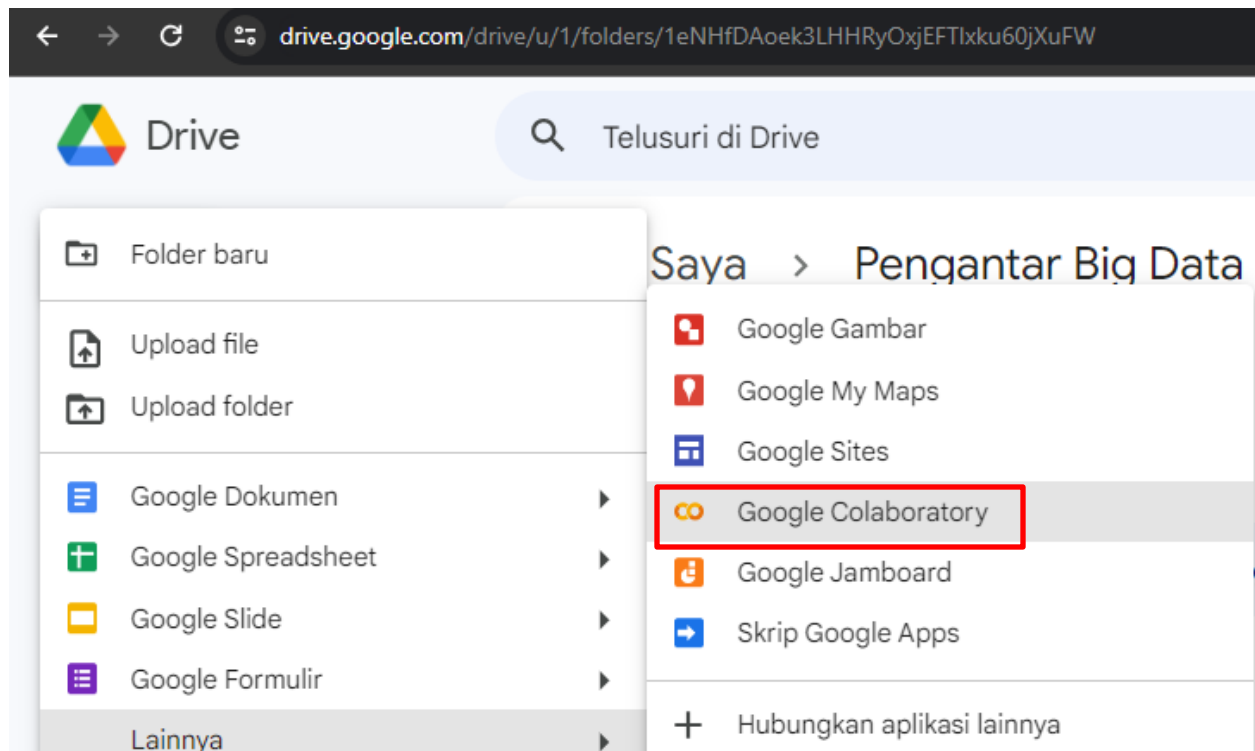 drive.google.com/drive/u/1/folders/1eNHfDAoek3LHHRyOxjEFTlxku60jXuFW
Drive
Telusuri di Drive
Saya > Pengantar Big Data
Folder baru
Upload file
Upload folder
Google Dokumen
Google Spreadsheet
Google Slide
Google Formulir
Lainnya
Google Gambar
Google My Maps
Google Sites
Google Colaboratory
Google Jamboard
Skrip Google Apps
Hubungkan aplikasi lainnya